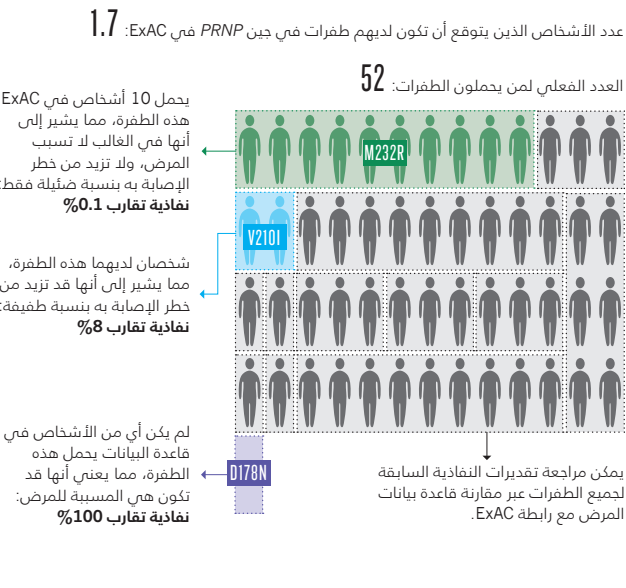 عدد الأشخاص الذين يتوقع أن تكون لديهم طفرات في جين PRNP في ExAC: 1.7
العدد الفعلي لمن يحملون الطفرات: 52
يحمل 10 أشخاص في ExAC
هذه الطفرة، مما يشير إلى
أنها في الغالب لا تسبب
المرض، ولا تزيد من خطر
الإصابة به بنسبة ضئيلة فقط:
نفاذية تقارب 0.1%
M232R
شخصان لديهما هذه الطفرة،
مما يشير إلى أنها قد تزيد من
خطر الإصابة به بنسبة طفيفة:
نفاذية تقارب 8%
V210I
لم يكن أي من الأشخاص في
قاعدة البيانات يحمل هذه
الطفرة، مما يعني أنها قد
تكون هي المسببة للمرض:
نفاذية تقارب 100%
D178N
يمكن مراجعة تقديرات النفاذية السابقة
لجميع الطفرات عبر مقارنة قاعدة بيانات
المرض مع رابطة ExAC.